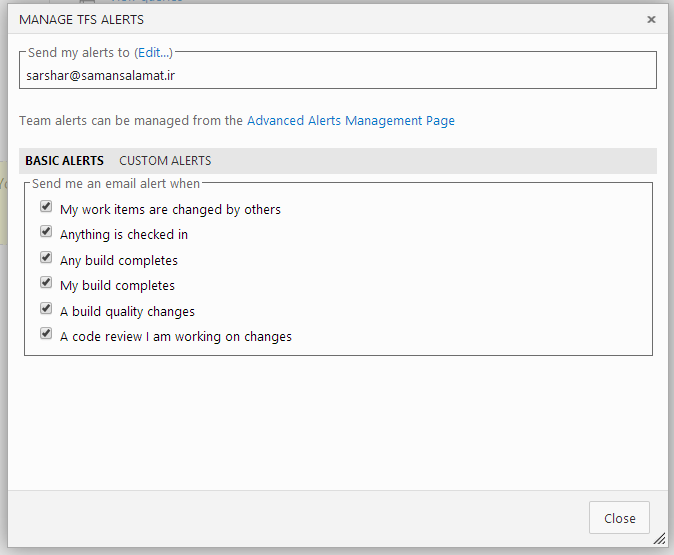 View queries
MANAGE TFS ALERTS
Send my alerts to (Edit...)
sarshar@samansalamat.ir
Team alerts can be managed from the Advanced Alerts Management Page
BASIC ALERTS CUSTOM ALERTS
Send me an email alert when
My work items are changed by others
Anything is checked in
Any build completes
My build completes
A build quality changes
A code review I am working on changes
Close